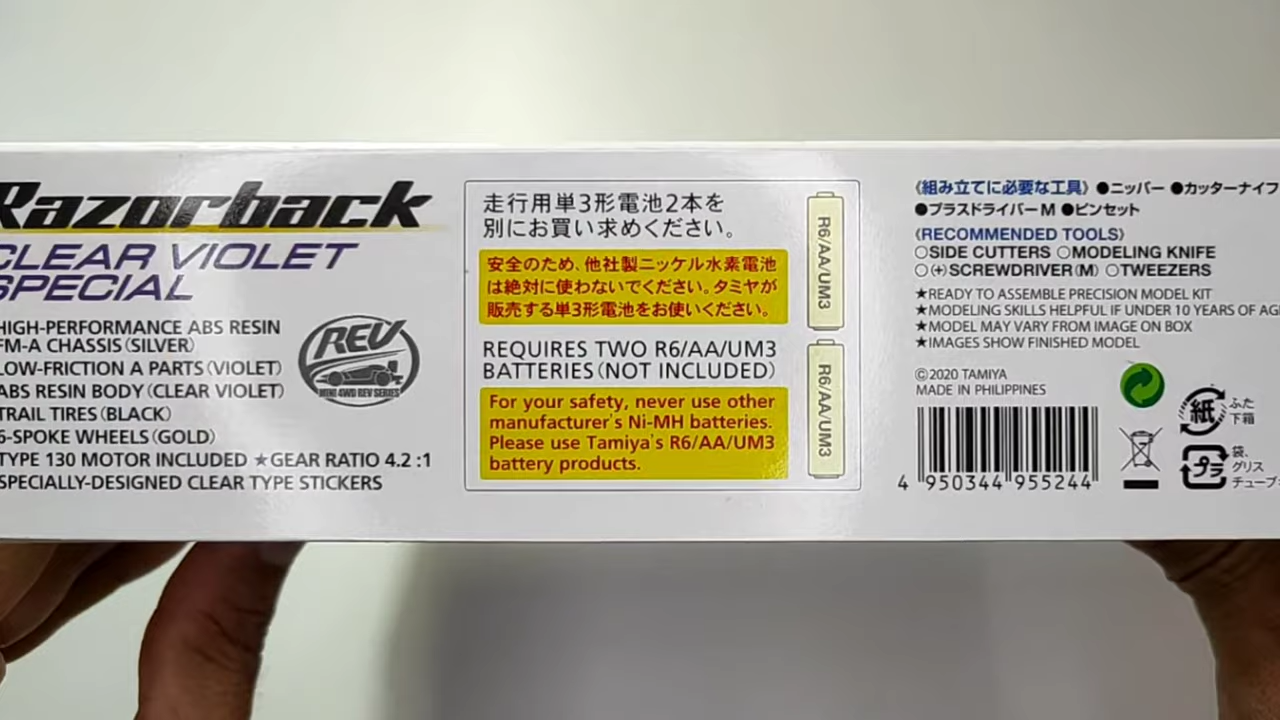 Razorback
CLEAR VIOLET
SPECIAL
HIGH-PERFORMANCE ABS RESIN
FM-A CHASSIS (SILVER)
LOW-FRICTION A PARTS (VIOLET)
ABS RESIN BODY (CLEAR VIOLET)
TRAIL TIRES (BLACK)
6-SPOKE WHEELS (GOLD)
TYPE 130 MOTOR INCLUDED ★GEAR RATIO 4.2 :1
SPECIALLY-DESIGNED CLEAR TYPE STICKERS
REV
MINI 4WD REV SERIES
走行用単3形電池2本を
別にお買い求めください。
安全のため、他社製ニッケル水素電池
は絶対に使わないでください。タミヤが
販売する単3形電池をお使いください。
REQUIRES TWO R6/AA/UM3
BATTERIES (NOT INCLUDED)
For your safety, never use other
manufacturer's Ni-MH batteries.
Please use Tamiya's R6/AA/UM3
battery products.
R6/AA/UM3
R6/AA/UM3
《組み立てに必要な工具》 ●ニッパー ●カッターナイフ
●プラスドライバーM ●ピンセット
《RECOMMENDED TOOLS》
○SIDE CUTTERS ○MODELING KNIFE
○(+) SCREWDRIVER (M) ○TWEEZERS
★READY TO ASSEMBLE PRECISION MODEL KIT
★MODELING SKILLS HELPFUL IF UNDER 10 YEARS OF AG
★MODEL MAY VARY FROM IMAGE ON BOX
★IMAGES SHOW FINISHED MODEL
©2020 TAMIYA
MADE IN PHILIPPINES
4 950344 955244
紙
ふた
下箱
プラ
袋、
グリス
チューブ